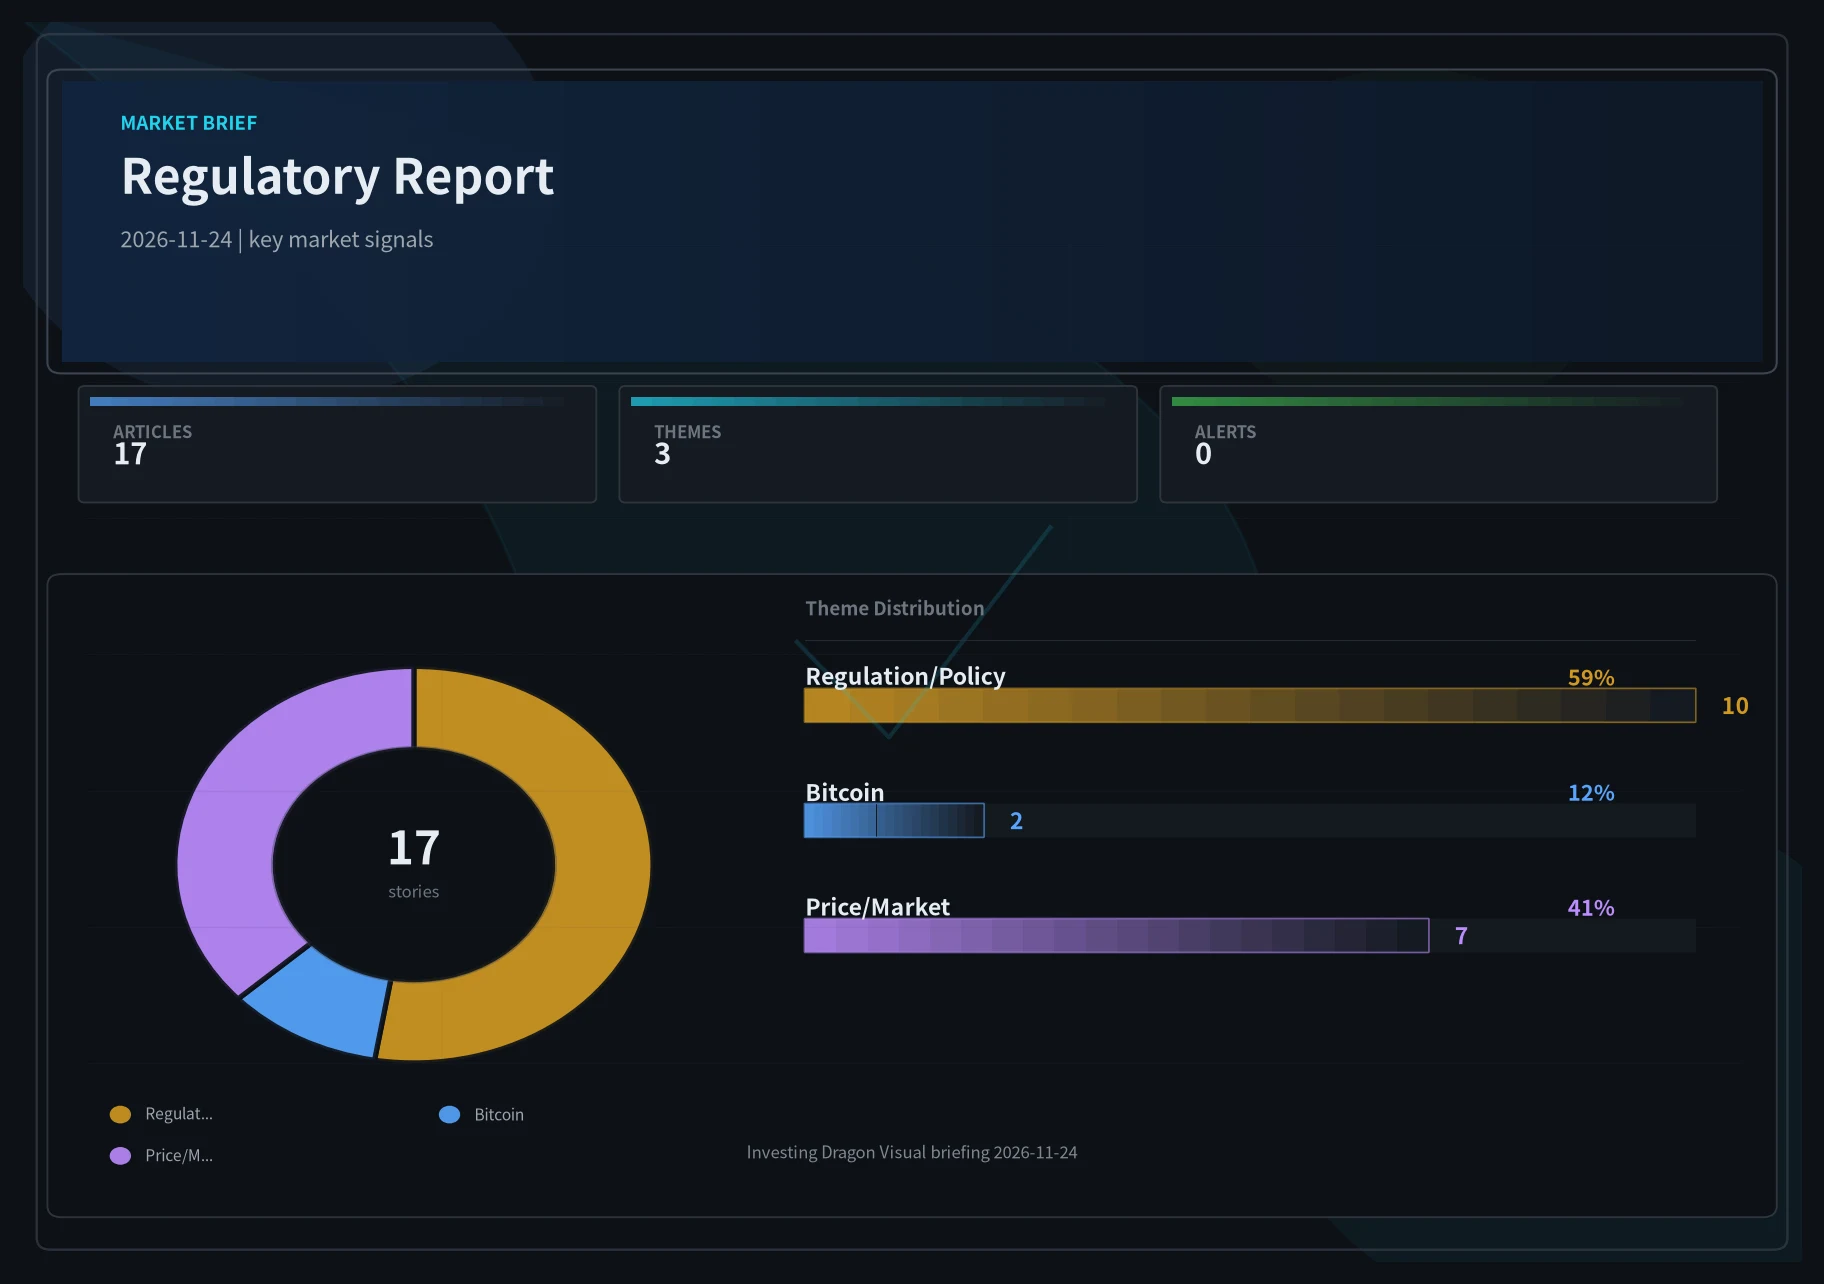 MARKET BRIEF
Regulatory Report
2026-11-24 | key market signals
ARTICLES
17
THEMES
3
ALERTS
0
Theme Distribution
Regulation/Policy
59%
10
Bitcoin
12%
2
Price/Market
41%
7
17
stories
Regulat...
Bitcoin
Price/M...
Investing Dragon Visual briefing 2026-11-24